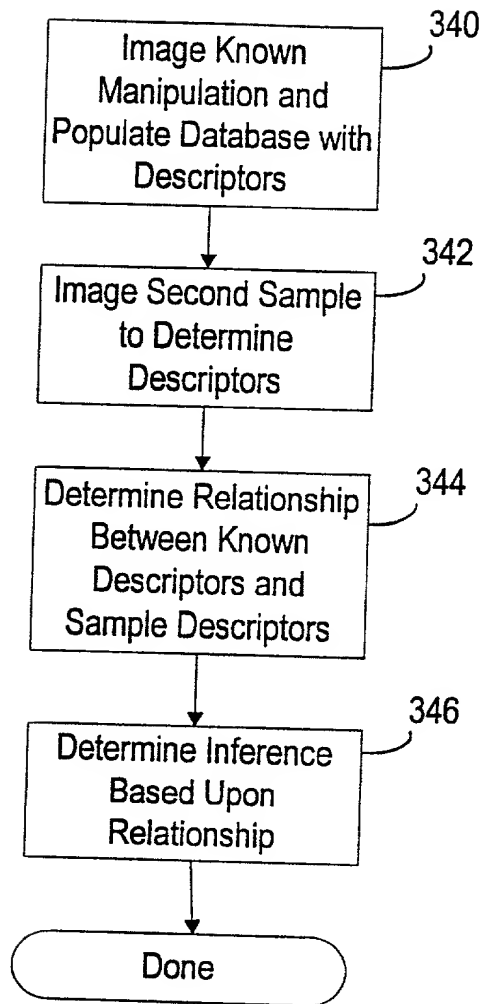 340
Image Known
Manipulation and
Populate Database with
Descriptors
342
Image Second Sample
to Determine
Descriptors
344
Determine Relationship
Between Known
Descriptors and
Sample Descriptors
346
Determine Inference
Based Upon
Relationship
Done